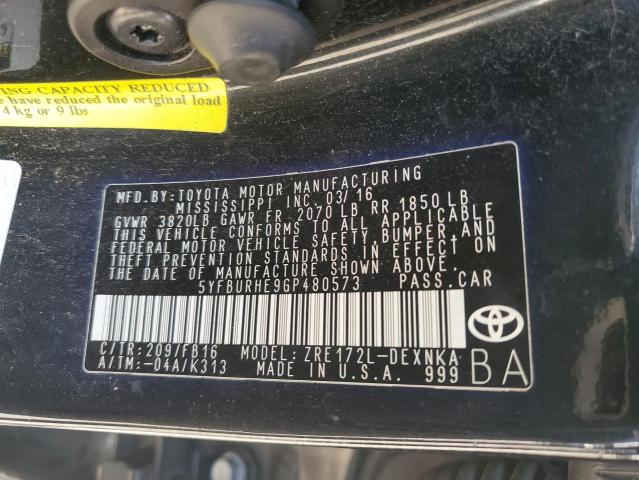 ING CAPACITY REDUCED
e have reduced the original load
4 kg or 9 lbs
MFD.BY:TOYOTA MOTOR MANUFACTURING
MISSISSIPPI INC. 03/16
GVWR 3820LB GAWR FR 2070 LB RR 1850 LB
THIS VEHICLE CONFORMS TO ALL APPLICABLE
FEDERAL MOTOR VEHICLE SAFETY,BUMPER,AND
THEFT PREVENTION STANDARDS IN EFFECT ON
THE DATE OF MANUFACTURE SHOWN ABOVE.
5YFBURHE9GP480573 PASS.CAR
C/TR:209/FB16 MODEL: ZRE172L-DEXNKA
A/TM:-04A/K313 MADE IN U.S.A. 999
BA